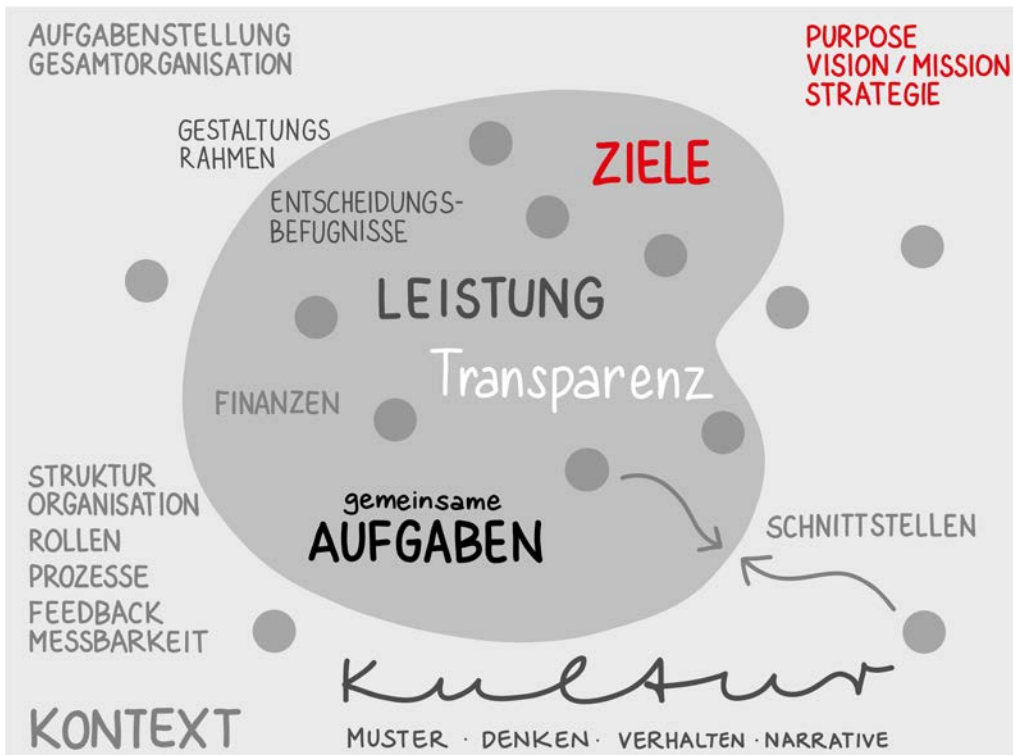 AUFGABENSTELLUNG
GESAMTORGANISATION
PURPOSE
VISION / MISSION
STRATEGIE
GESTALTUNGS
RAHMEN
ZIELE
ENTSCHEIDUNGS-
BEFUGNISSE
LEISTUNG
Transparenz
FINANZEN
STRUKTUR
ORGANISATION
ROLLEN
PROZESSE
FEEDBACK
MESSBARKEIT
gemeinsame
AUFGABEN
SCHNITTSTELLEN
KONTEXT
Kultur
MUSTER · DENKEN · VERHALTEN · NARRATIVE